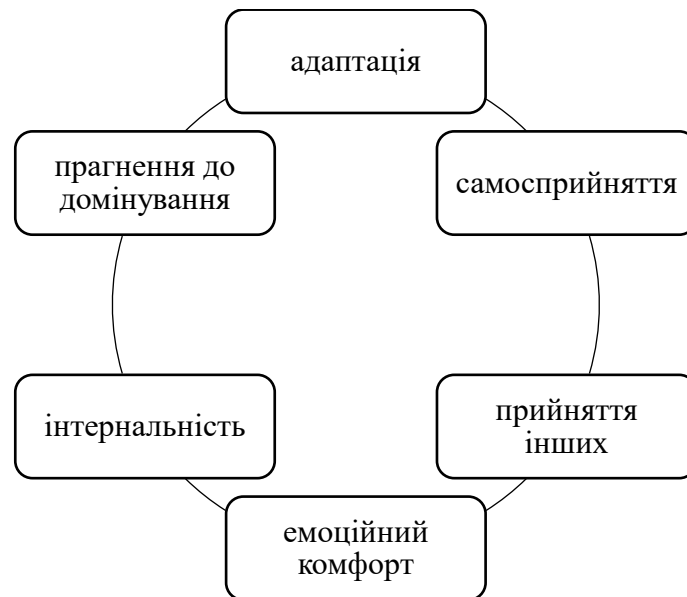 адаптація
самосприйняття
прийняття
інших
емоційний
комфорт
інтернальність
прагнення до
домінування